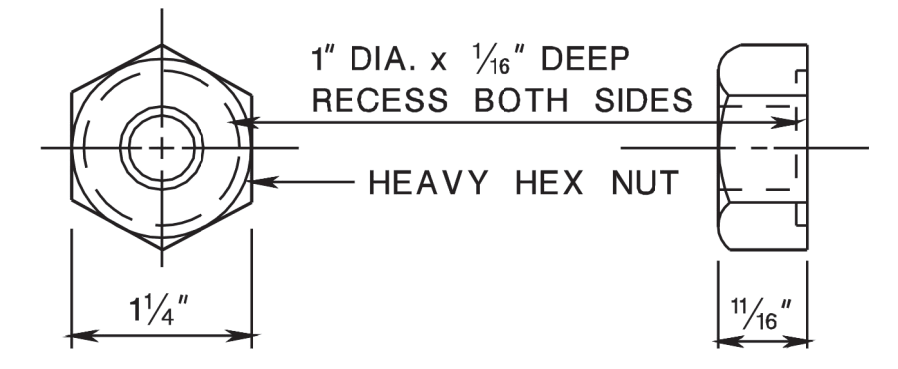 1" DIA. x 1/16" DEEP
RECESS BOTH SIDES
HEAVY HEX NUT
1 1/4"
11/16"